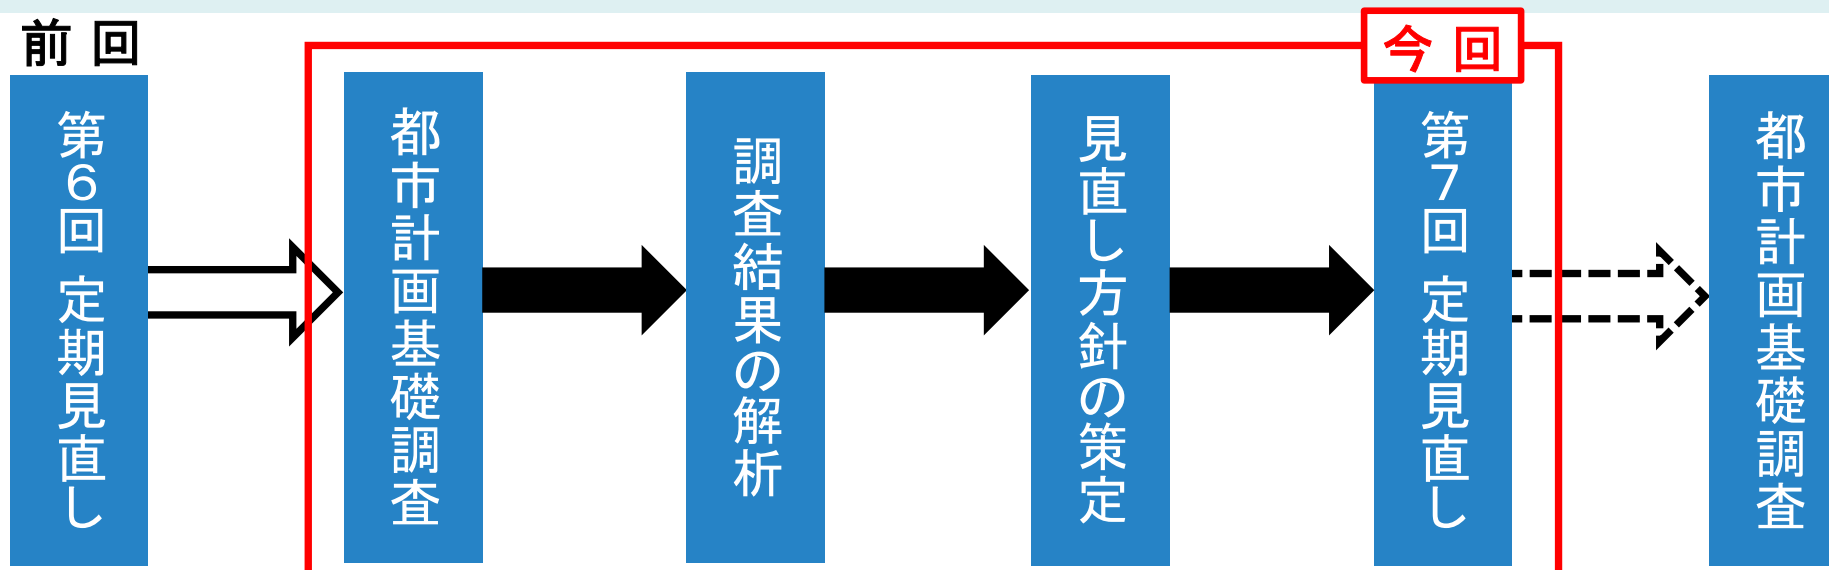 前回
今回
第６回 定期見直し
都市計画基礎調査
調査結果の解析
見直し方針の策定
第７回 定期見直し
都市計画基礎調査